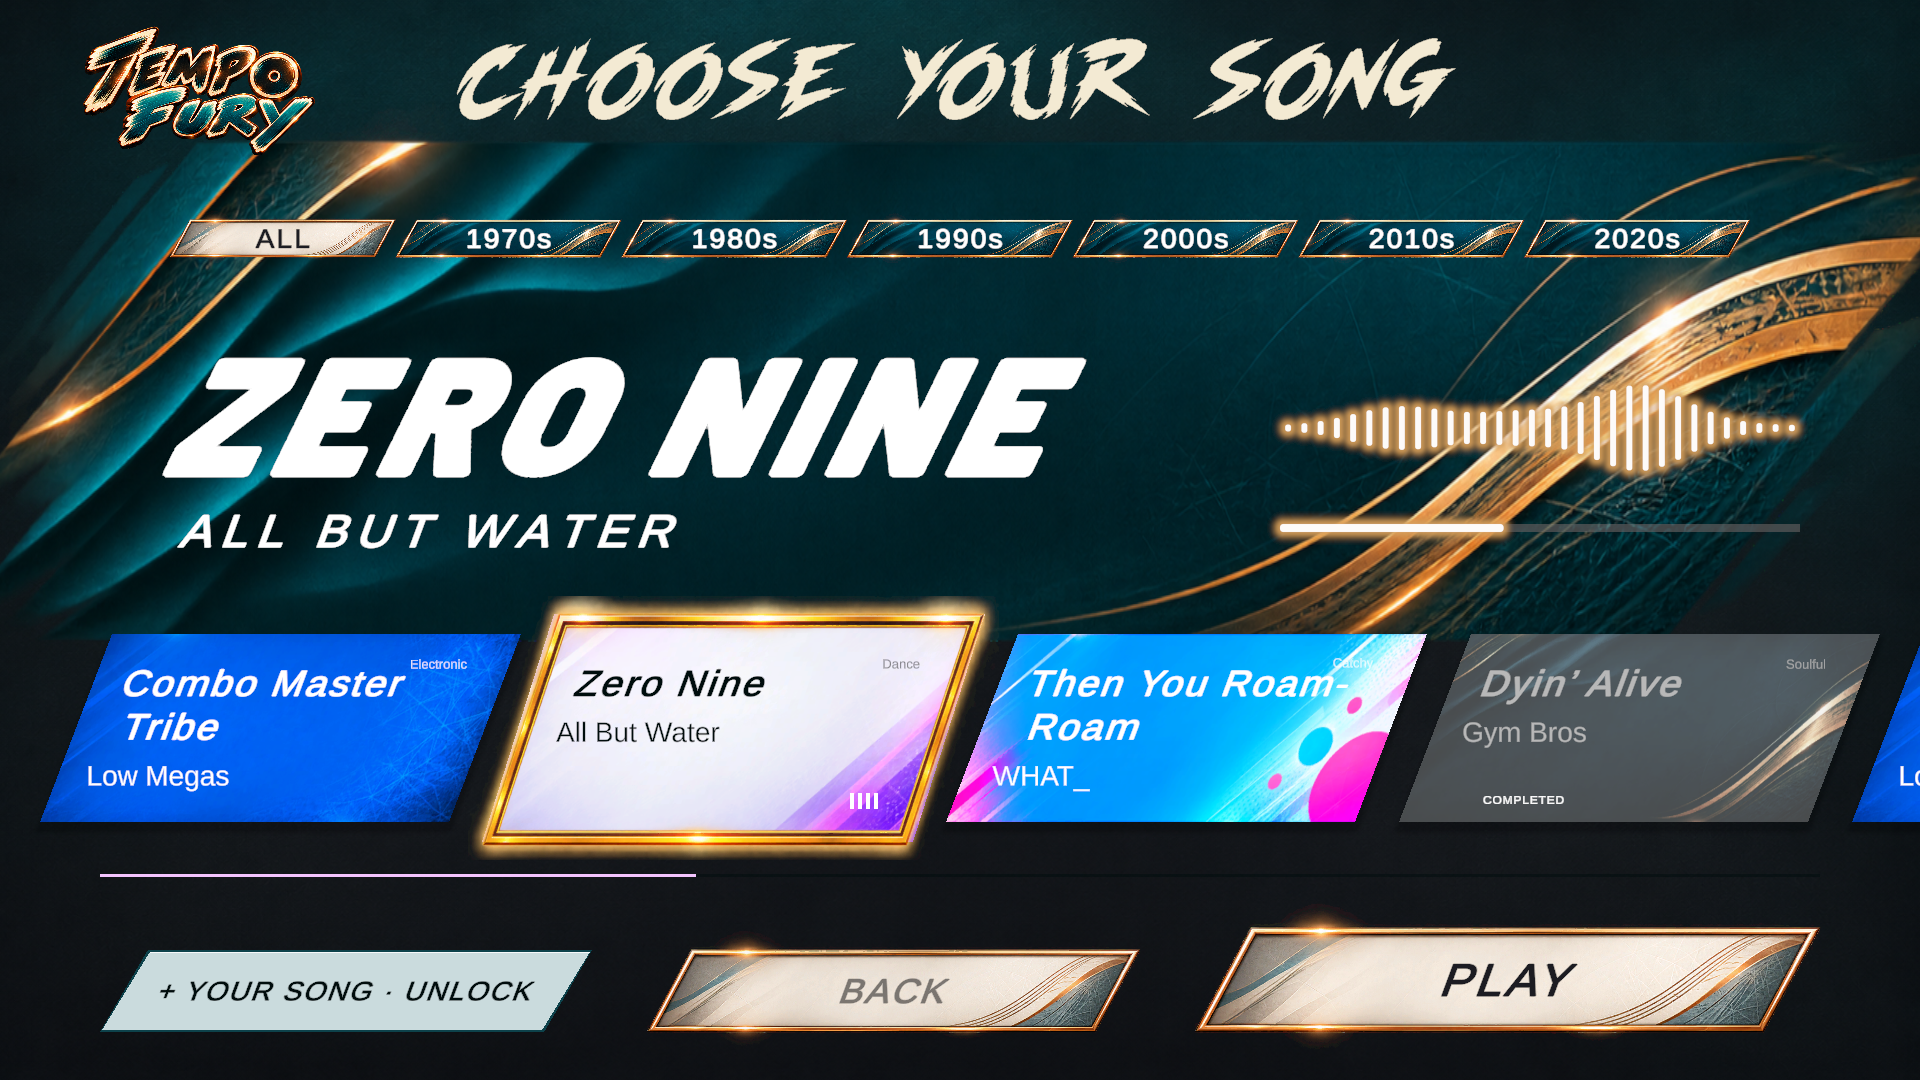 TEMPO
FURY
CHOOSE YOUR SONG
ALL
1970s
1980s
1990s
2000s
2010s
2020s
ZERO NINE
ALL BUT WATER
Electronic
Combo Master
Tribe
Low Megas
Dance
Zero Nine
All But Water
Catchy
Then You Roam-
Roam
WHAT_
Soulful
Dyin’ Alive
Gym Bros
COMPLETED
+ YOUR SONG · UNLOCK
BACK
PLAY